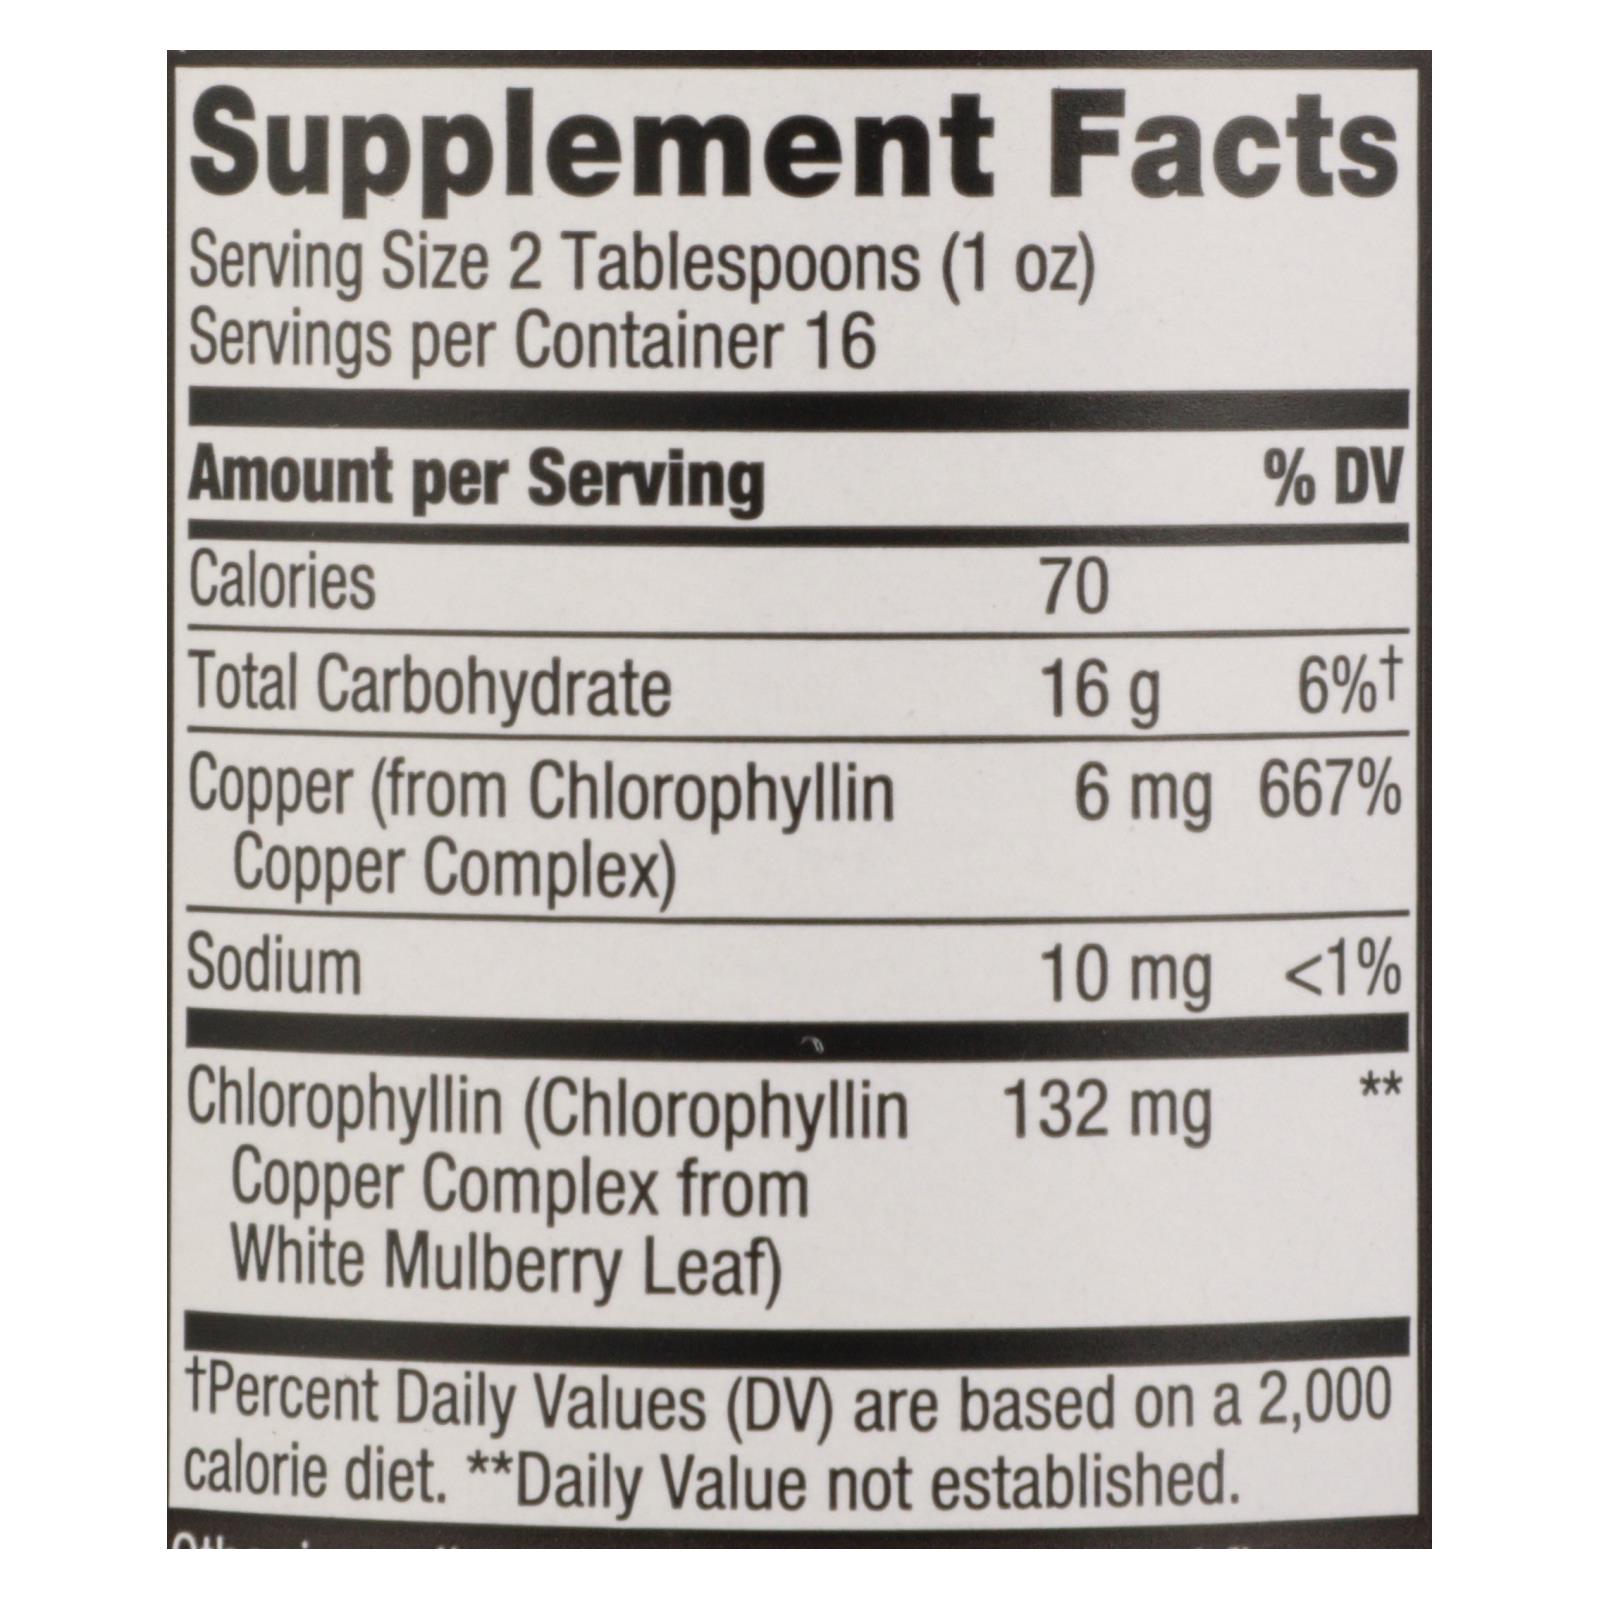 Supplement Facts
Serving Size 2 Tablespoons (1 oz)
Servings per Container 16
Amount per Serving % DV
Calories 70
Total Carbohydrate 16 g 6%†
Copper (from Chlorophyllin 6 mg 667%
Copper Complex)
Sodium 10 mg <1%
Chlorophyllin (Chlorophyllin 132 mg **
Copper Complex from
White Mulberry Leaf)
†Percent Daily Values (DV) are based on a 2,000
calorie diet. **Daily Value not established.